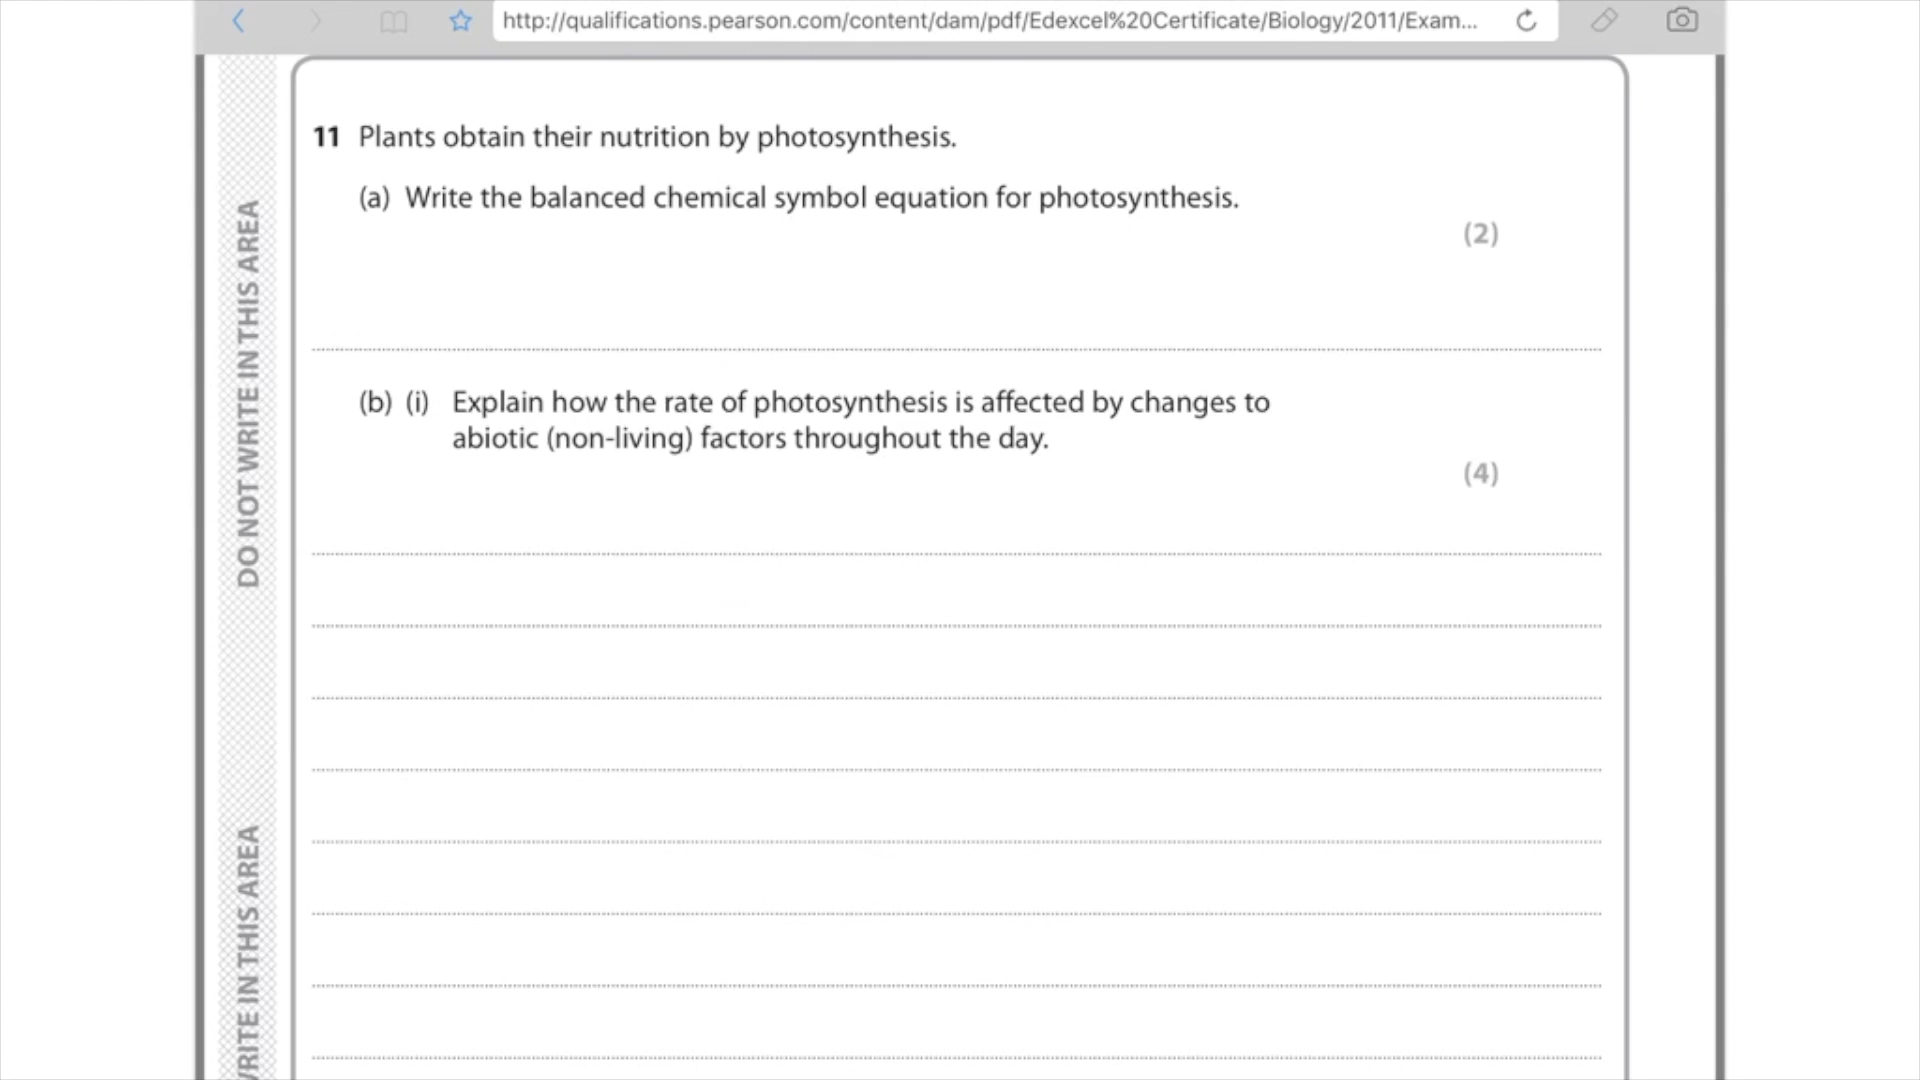 http://qualifications.pearson.com/content/dam/pdf/Edexcel%20Certificate/Biology/2011/Exam...
11 Plants obtain their nutrition by photosynthesis.
(a) Write the balanced chemical symbol equation for photosynthesis.
(2)
(b) (i) Explain how the rate of photosynthesis is affected by changes to
abiotic (non-living) factors throughout the day.
(4)
DO NOT WRITE IN THIS AREA
WRITE IN THIS AREA